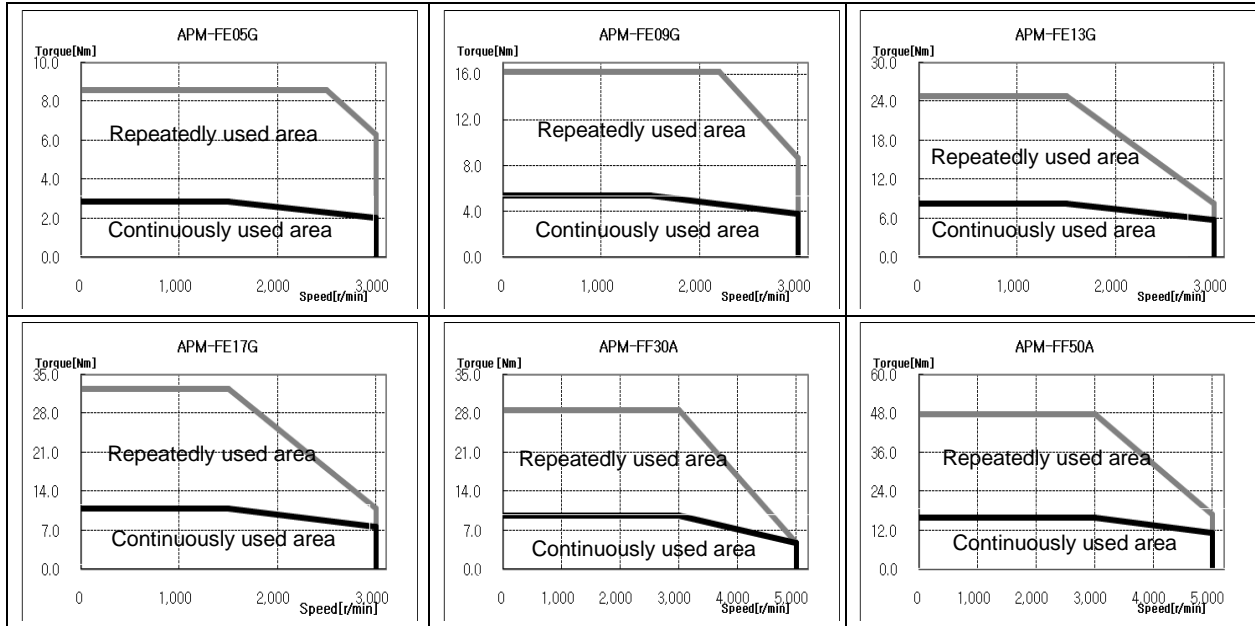 APM-FE05G
Torque[Nm]
10.0
8.0
6.0
4.0
2.0
0.0
Repeatedly used area
Continuously used area
0 1,000 2,000 3,000
Speed[r/min]
APM-FE09G
Torque[Nm]
16.0
12.0
8.0
4.0
0.0
Repeatedly used area
Continuously used area
0 1,000 2,000 3,000
Speed[r/min]
APM-FE13G
Torque[Nm]
30.0
24.0
18.0
12.0
6.0
0.0
Repeatedly used area
Continuously used area
0 1,000 2,000 3,000
Speed[r/min]
APM-FE17G
Torque[Nm]
35.0
28.0
21.0
14.0
7.0
0.0
Repeatedly used area
Continuously used area
0 1,000 2,000 3,000
Speed[r/min]
APM-FF30A
Torque [Nm]
35.0
28.0
21.0
14.0
7.0
0.0
Repeatedly used area
Continuously used area
0 1,000 2,000 3,000 4,000 5,000
Speed[r/min]
APM-FF50A
Torque[Nm]
60.0
48.0
36.0
24.0
12.0
0.0
Repeatedly used area
Continuously used area
0 1,000 2,000 3,000 4,000 5,000
Speed[r/min]